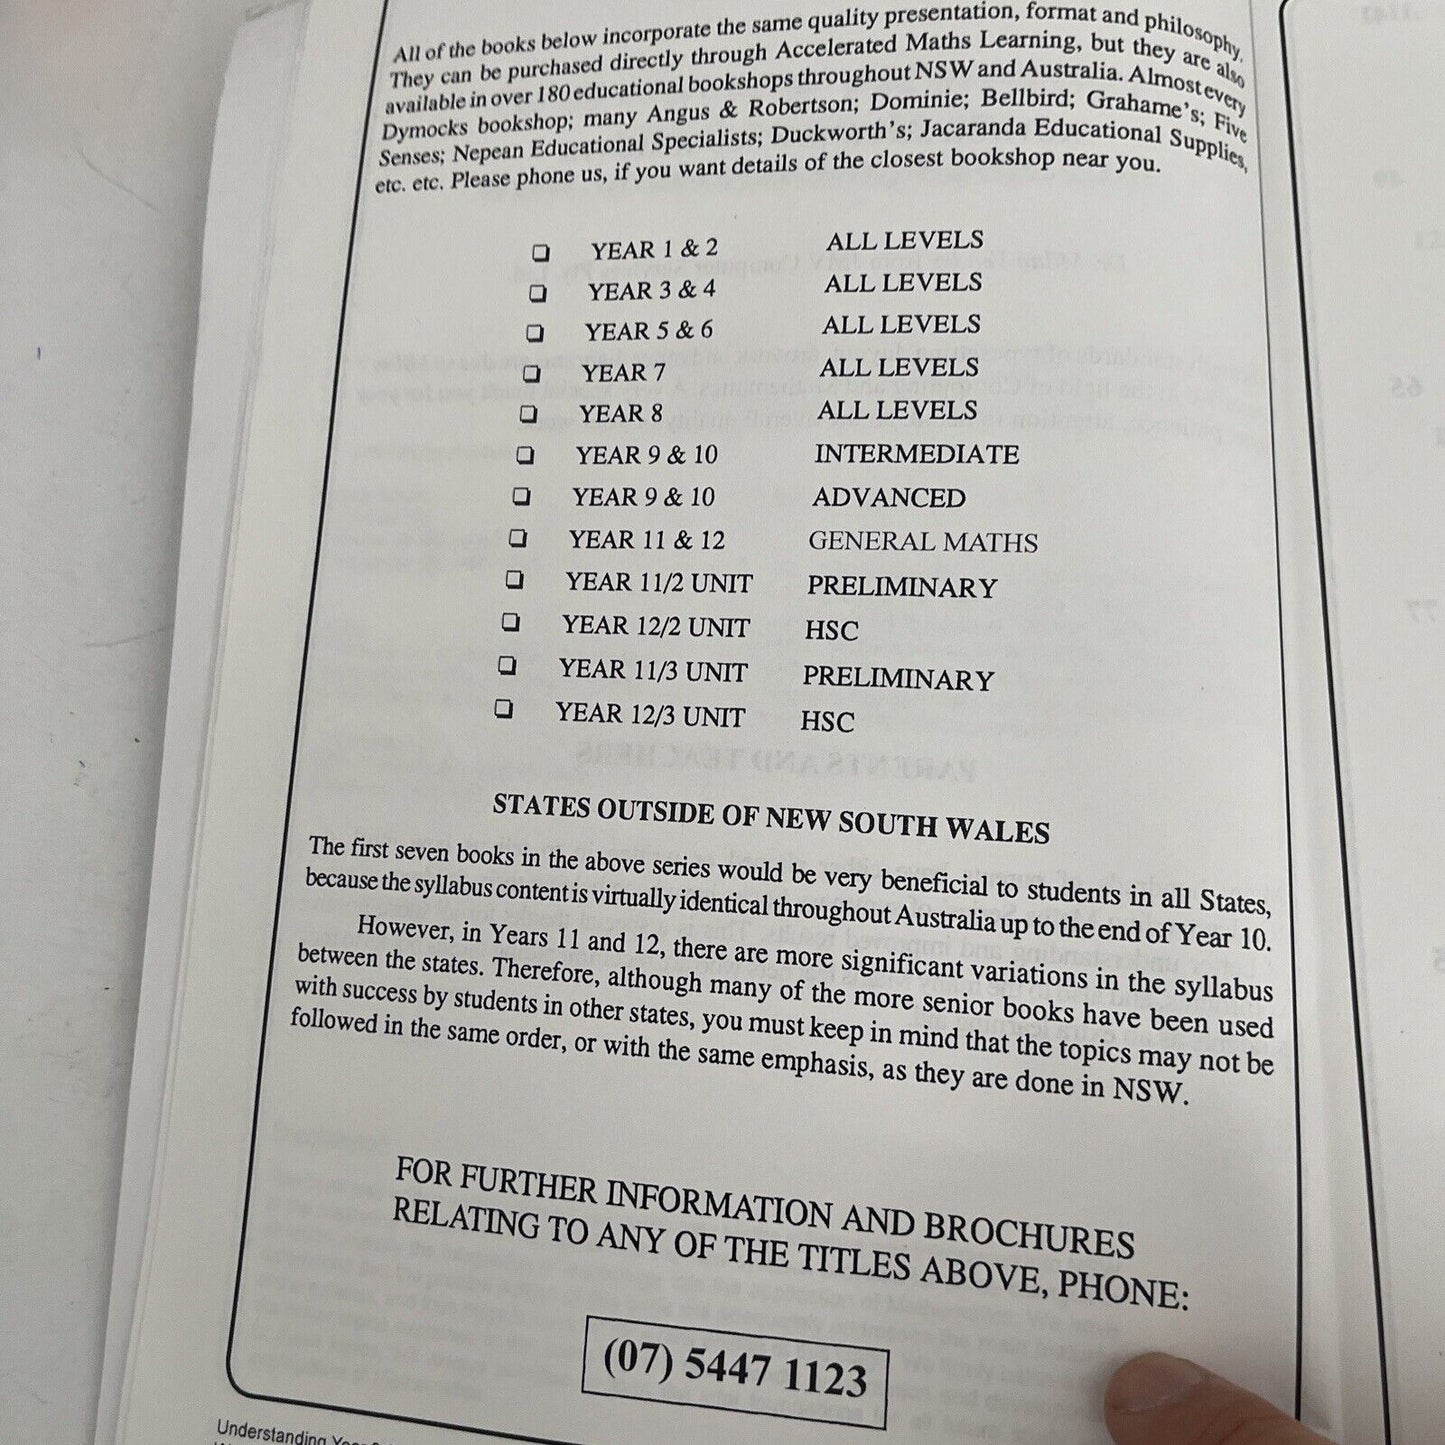 All of the books below incorporate the same quality presentation, format and philosophy.
They can be purchased directly through Accelerated Maths Learning, but they are also
available in over 180 educational bookshops throughout NSW and Australia. Almost every
Dymocks bookshop; many Angus & Robertson; Dominie; Bellbird; Grahame's; Five
Senses; Nepean Educational Specialists; Duckworth's; Jacaranda Educational Supplies,
etc. etc. Please phone us, if you want details of the closest bookshop near you.
❏ YEAR 1 & 2 ALL LEVELS
❏ YEAR 3 & 4 ALL LEVELS
❏ YEAR 5 & 6 ALL LEVELS
❏ YEAR 7 ALL LEVELS
❏ YEAR 8 ALL LEVELS
❏ YEAR 9 & 10 INTERMEDIATE
❏ YEAR 9 & 10 ADVANCED
❏ YEAR 11 & 12 GENERAL MATHS
❏ YEAR 11/2 UNIT PRELIMINARY
❏ YEAR 12/2 UNIT HSC
❏ YEAR 11/3 UNIT PRELIMINARY
❏ YEAR 12/3 UNIT HSC
STATES OUTSIDE OF NEW SOUTH WALES
The first seven books in the above series would be very beneficial to students in all States,
because the syllabus content is virtually identical throughout Australia up to the end of Year 10.
However, in Years 11 and 12, there are more significant variations in the syllabus
between the states. Therefore, although many of the more senior books have been used
with success by students in other states, you must keep in mind that the topics may not be
followed in the same order, or with the same emphasis, as they are done in NSW.
FOR FURTHER INFORMATION AND BROCHURES
RELATING TO ANY OF THE TITLES ABOVE, PHONE:
(07) 5447 1123
Understanding